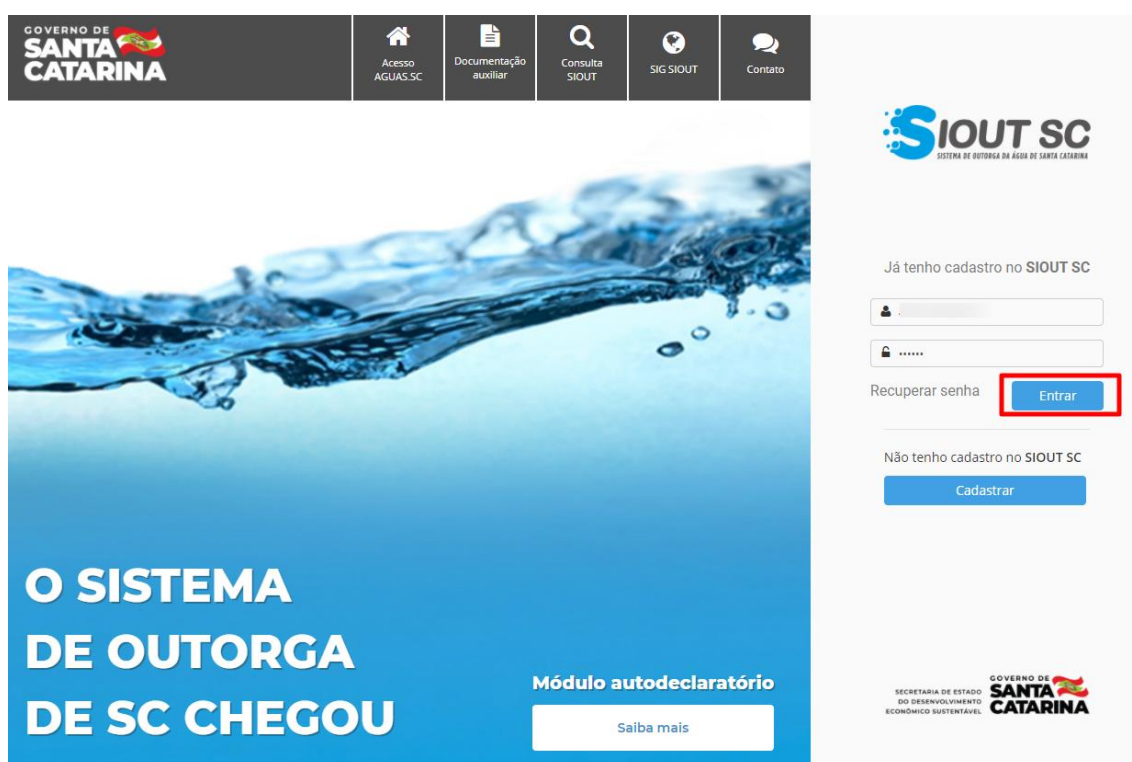 GOVERNO DE
SANTA
CATARINA
Acesso
AGUAS.SC
Documentação
auxiliar
Consulta
SIOUT
SIG SIOUT
Contato
SIOUT SC
SISTEMA DE OUTORGA DA ÁGUA DE SANTA CATARINA
Já tenho cadastro no SIOUT SC
Recuperar senha
Entrar
Não tenho cadastro no SIOUT SC
Cadastrar
O SISTEMA
DE OUTORGA
DE SC CHEGOU
Módulo autodeclaratório
Saiba mais
SECRETARIA DE ESTADO
DO DESENVOLVIMENTO
ECONÔMICO SUSTENTÁVEL
GOVERNO DE
SANTA
CATARINA